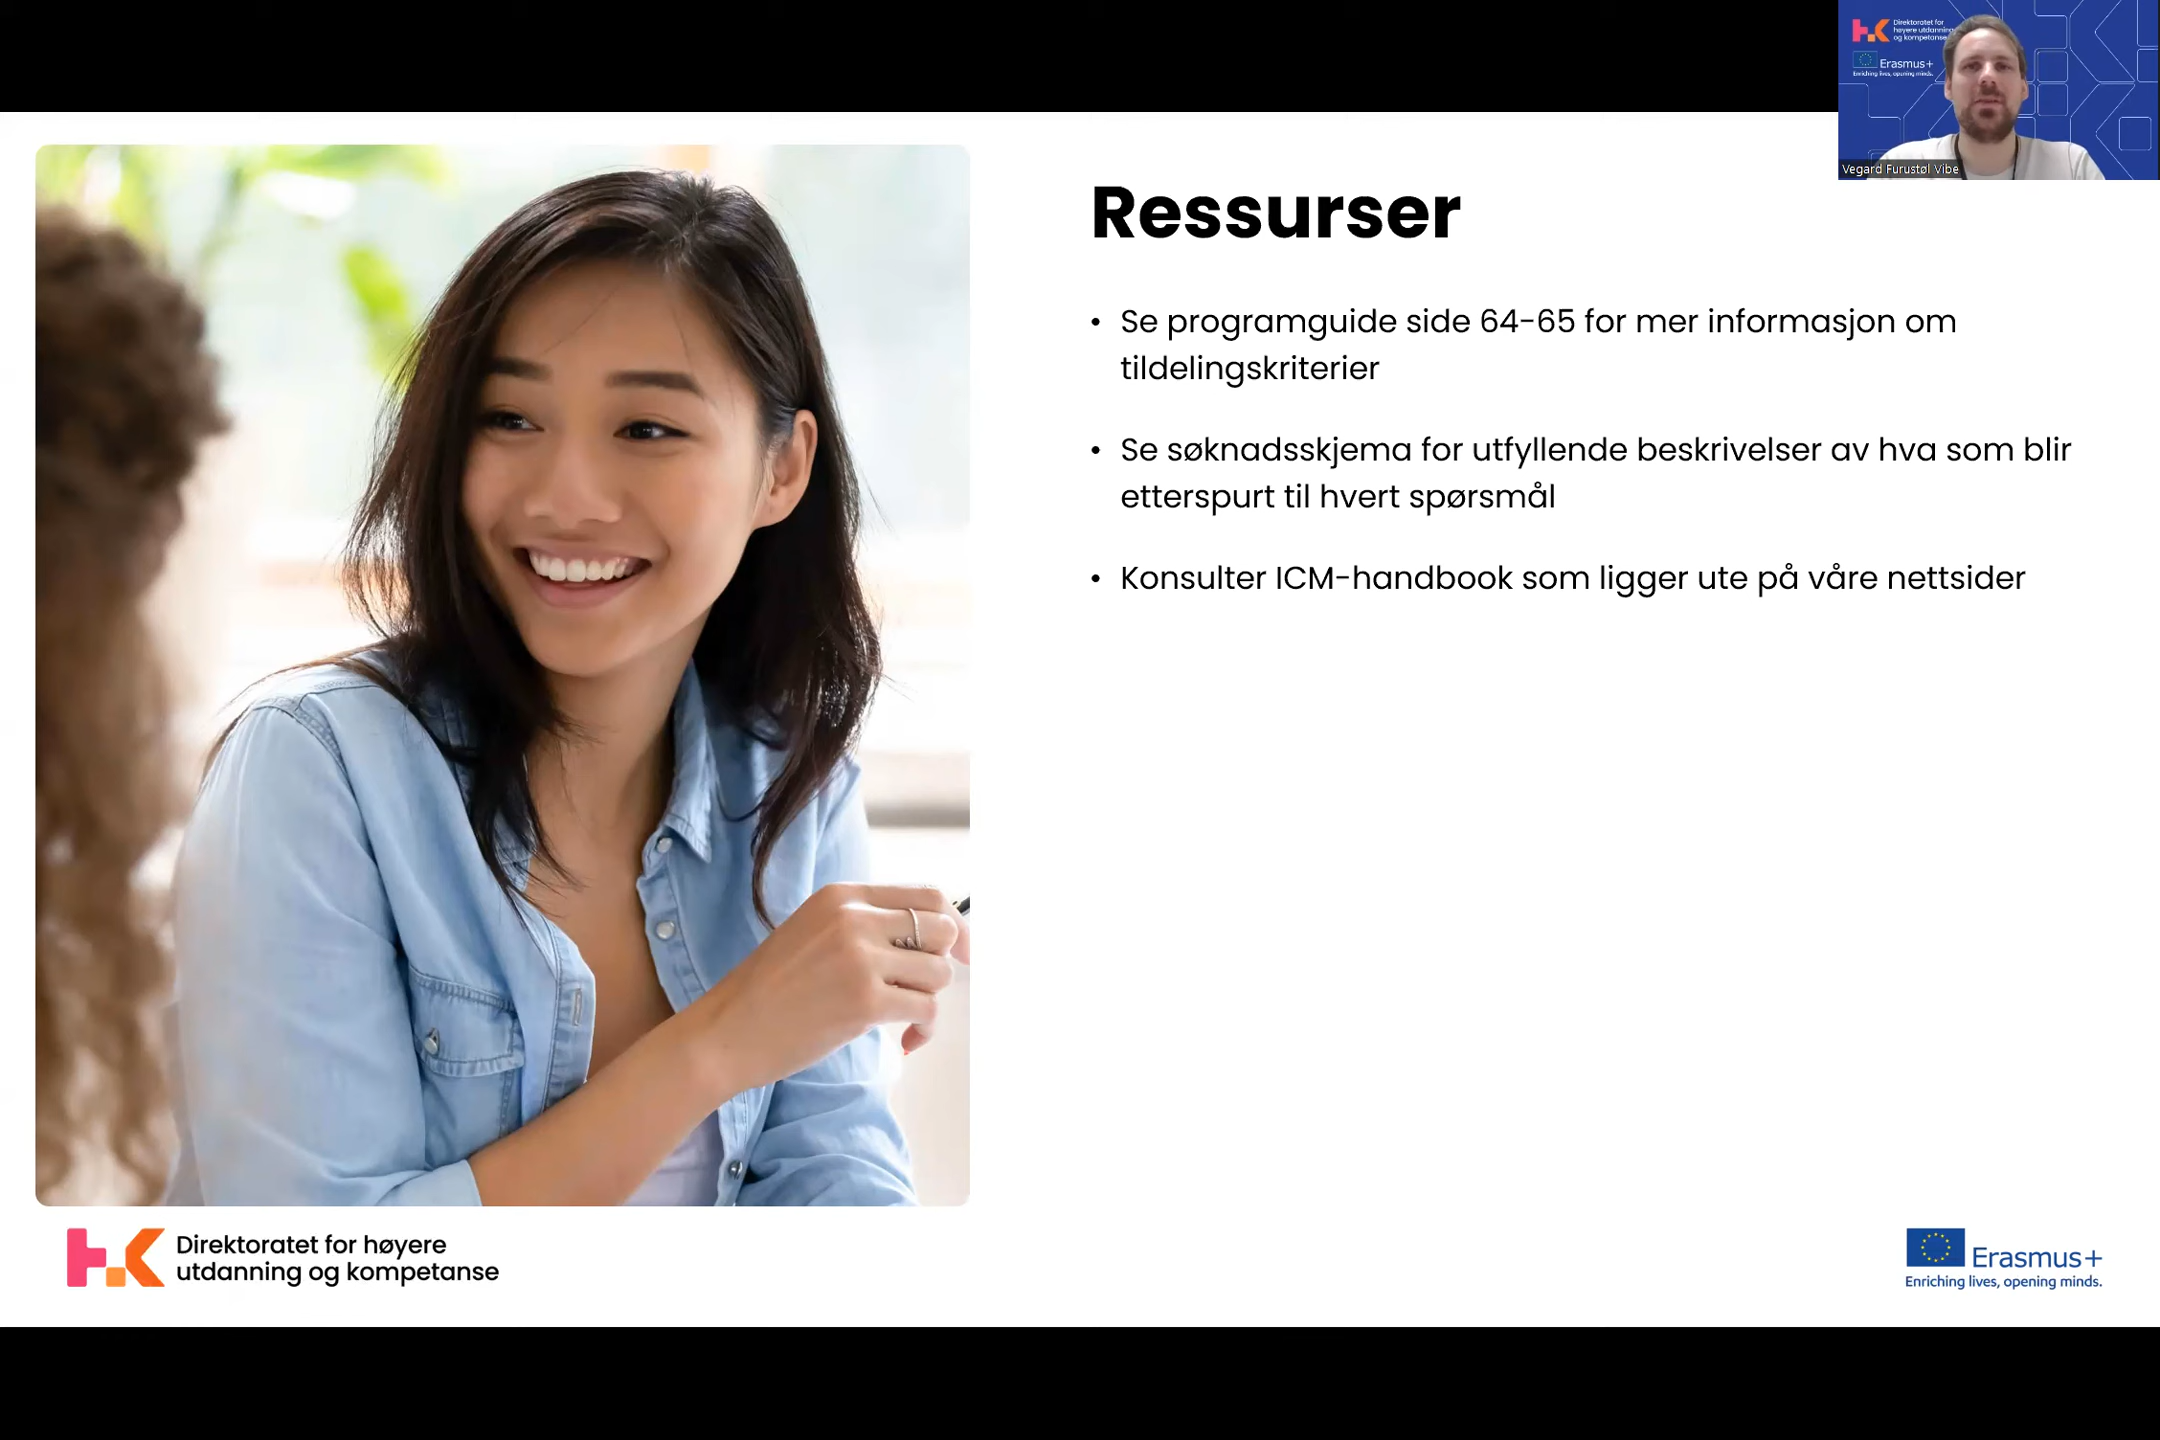 Direktoratet for
høyere utdanning
og kompetanse
Erasmus+
Enriching lives, opening minds.
Vegard Furustøl Vibe
Ressurser
• Se programguide side 64-65 for mer informasjon om
tildelingskriterier
• Se søknadsskjema for utfyllende beskrivelser av hva som blir
etterspurt til hvert spørsmål
• Konsulter ICM-handbook som ligger ute på våre nettsider
Direktoratet for høyere
utdanning og kompetanse
Erasmus+
Enriching lives, opening minds.